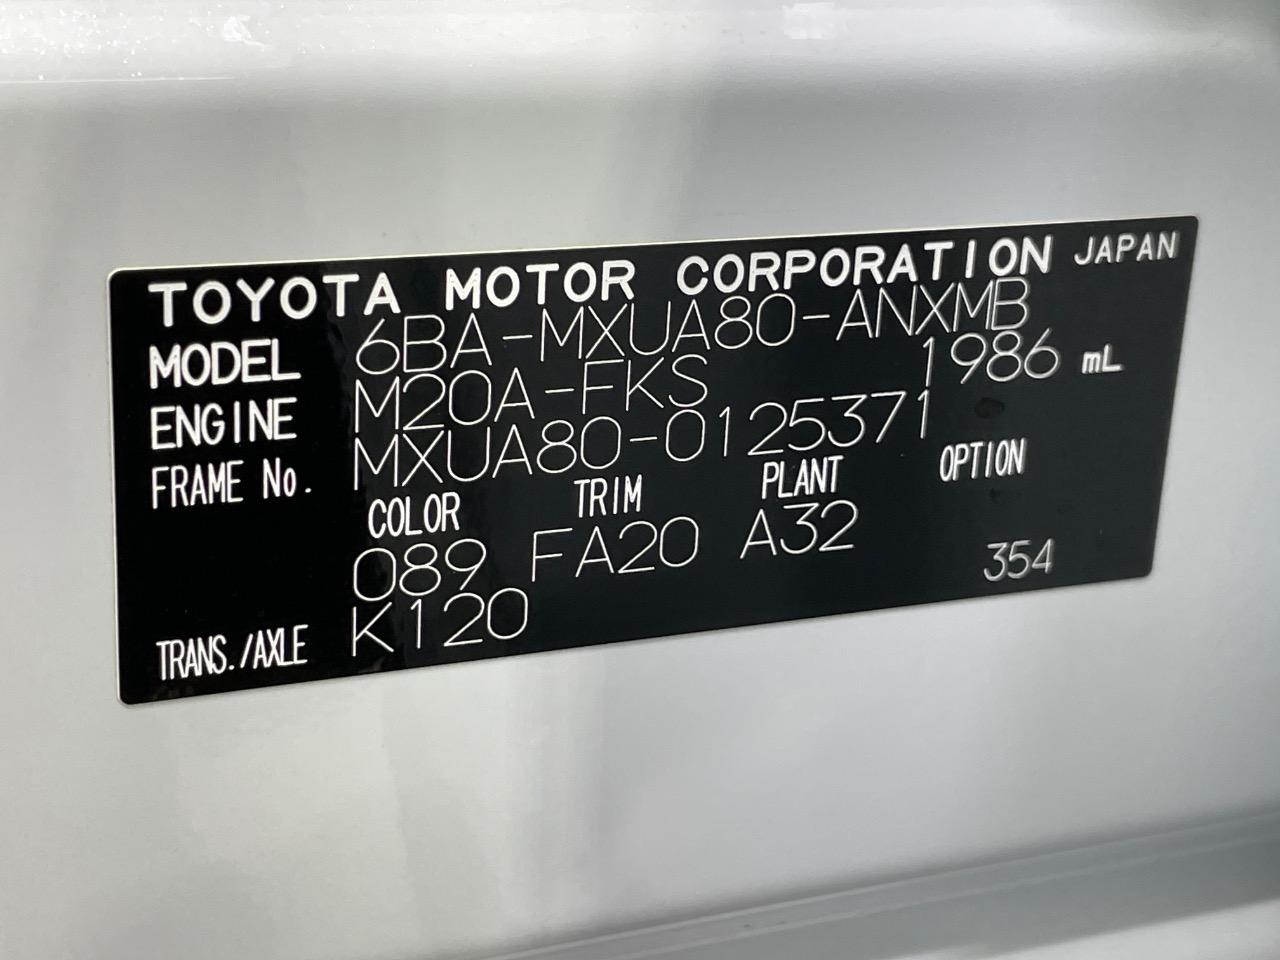 TOYOTA MOTOR CORPORATION JAPAN
MODEL 6BA-MXUA80-ANXMB
ENGINE M20A-FKS 1986 mL
FRAME No. MXUA80-0125371
COLOR TRIM PLANT OPTION
089 FA20 A32 354
TRANS./AXLE K120